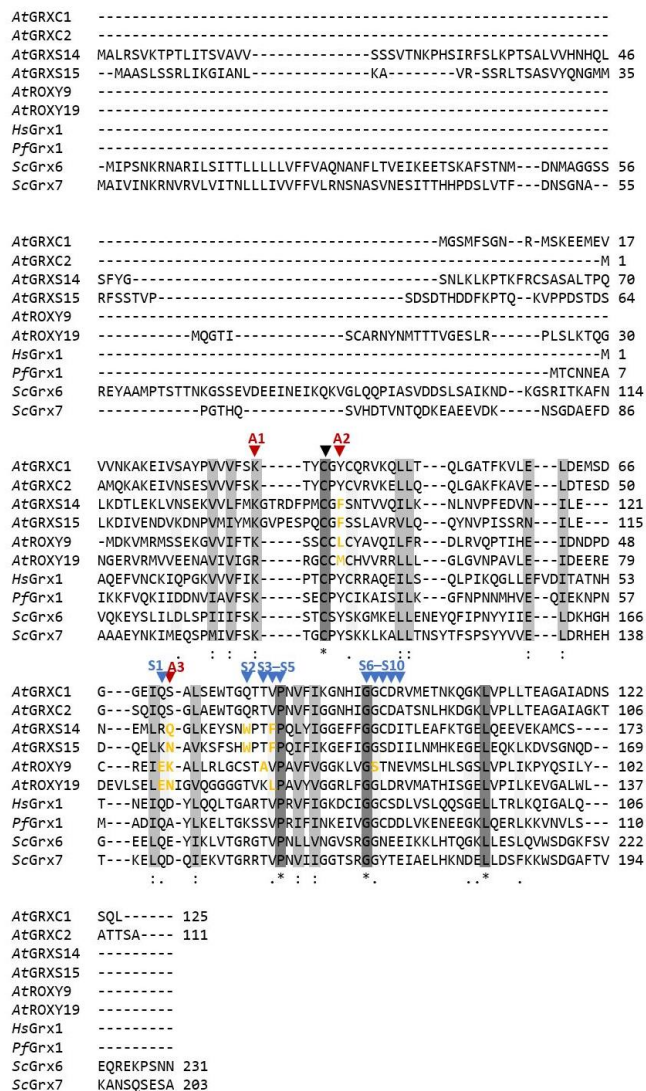 AtGRXC1 ------------------------------------------------------------
AtGRXC2 ------------------------------------------------------------
AtGRXS14 MALRSVKTPTLITSVAVV--------------SSSVTNKPHSIRFSLKPTSALVVHNHQL 46
AtGRXS15 --MAASLSSRLIKGIANL--------------KA--------VR-SSRLTSASVYQNGMM 35
AtROXY9 ------------------------------------------------------------
AtROXY19 ------------------------------------------------------------
HsGrx1 ------------------------------------------------------------
PfGrx1 ------------------------------------------------------------
ScGrx6 -MIPSNKRNARILSITTLLLLLVFFVAQNANFLTVEIKEETSKAFSTNM---DNMAGGSS 56
ScGrx7 MAIVINKRNVRVLVITNLLLIVVFFVLRNSNASVNESITTHHPDSLVTF---DNSGNA-- 55
AtGRXC1 ----------------------------------------MGSMFSGN--R-MSKEEMEV 17
AtGRXC2 -----------------------------------------------------------M 1
AtGRXS14 SFYG------------------------------------SNLKLKPTKFRCSASALTPQ 70
AtGRXS15 RFSSTVP-----------------------------SDSDTHDDFKPTQ--KVPPDSTDS 64
AtROXY9 ------------------------------------------------------------
AtROXY19 -----------MQGTI-------------SCARNYNMTTTVGESLR-----PLSLKTQG 30
HsGrx1 -----------------------------------------------------------M 1
PfGrx1 -----------------------------------------------------MTCNNEA 7
ScGrx6 REYAAMPTSTTNKGSSEVDEEINEIKQKVGLQQPIASVDDSLSAIKND--KGSRITKAFN 114
ScGrx7 ------------PGTHQ------------SVHDTVNTQDKEAEEVDK-----NSGDAEFD 86
A1 A2
AtGRXC1 VVNKAKEIVSAYPVVVFSK-----TYCGYCQRVKQLLT---QLGATFKVLE---LDEMSD 66
AtGRXC2 AMQKAKEIVNSESVVVFSK-----TYCPYCVRVKELLQ---QLGAKFKAVE---LDTESD 50
AtGRXS14 LKDTLEKLVNSEKVVLFMKGTRDFPMCGFSNTVVQILK---NLNVPFEDVN---ILE--- 121
AtGRXS15 LKDIVENDVKDNPVMIYMKGVPESPQCGFSSLAVRVLQ---QYNVPISSRN---ILE--- 115
AtROXY9 --MDKVMRMSSEKGVVIFTK-----SSCCLCYAVQILFR---DLRVQPTIHE---IDNDPD 48
AtROXY19 NGERVRMVVEENAVIVIGR-----RGCCMCHVVRRLLL---GLGVNPAVLE---IDEERE 79
HsGrx1 AQEFVNCKIQPGKVVVFIK-----PTCPYCRRAQEILS---QLPIKQGLLEFVDITATNH 53
PfGrx1 IKKFVQKIIDDNVIAVFSK-----SECPYCIKAISILK---GFNPNNMHVE--QIEKNPN 57
ScGrx6 VQKEYSLILDLSPIIIFSK-----STCSYSKGMKELLENEYQFIPNYYIIE---LDKHGH 166
ScGrx7 AAAEYNKIMEQSPMIVFSK-----TGCPYSKKLKALLTNSYTFSPSYYVVE---LDRHEH 138
. : : : * . :: : :
S1 A3 S2 S3–S5 S6–S10
AtGRXC1 G---GEIQS-ALSEWTGQTTVPNVFIKGNHIGGCDRVMETNKQGKLVPLLTEAGAIADNS 122
AtGRXC2 G---SQIQS-GLAEWTGQRTVPNVFIKGNHIGGCDATSNLHKDGKLVPLLTEAGAIAGKT 106
AtGRXS14 N---EMLRQ-GLKEYSNWPTFPQLYIGGEFFGGCDITLEAFKTGELQEEVEKAMCS---- 173
AtGRXS15 D---QELKN-AVKSFSHWPTFPQIFIKGEFIGGSDIILNMHKEGELEQKLKDVSGNQD-- 169
AtROXY9 C---REIEK-ALLRLGCSTAVPAVFVGGKLVGSTNEVMSLHLSGSLVPLIKPYQSILY-- 102
AtROXY19 DEVLSELENIGVQGGGGTVKLPAVYVGGRLFGGLDRVMATHISGELVPILKEVGALWL-- 137
HsGrx1 T---NEIQD-YLQQLTGARTVPRVFIGKDCIGGCSDLVSLQQSGELLTRLKQIGALQ--- 106
PfGrx1 M---ADIQA-YLKELTGKSSVPRIFINKEIVGGCDDLVKENEEGKLQERLKKVNLVS--- 110
ScGrx6 G---EELQE-YIKLVTGRGTVPNLLVNGVSRGGNEEIKKLHTQGKLLESLQVWSDGKFSV 222
ScGrx7 T---KELQD-QIEKVTGRRTVPNVIIGGTSRGGYTEIAELHKNDELLDSFKKWSDGAFTV 194
:. : .* : : *. ..* .
AtGRXC1 SQL------ 125
AtGRXC2 ATTSA---- 111
AtGRXS14 ---------
AtGRXS15 ---------
AtROXY9 ---------
AtROXY19 ---------
HsGrx1 ---------
PfGrx1 ---------
ScGrx6 EQREKPSNN 231
ScGrx7 KANSQSESA 203